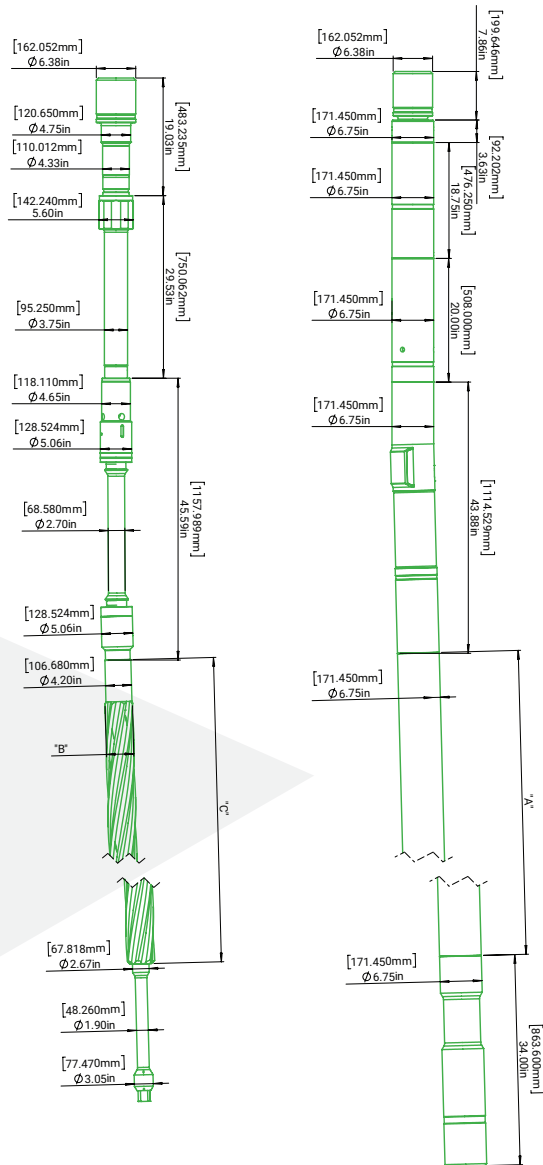 [162.052mm]
Ø6.38in
[120.650mm]
Ø4.75in
[110.012mm]
Ø4.33in
[142.240mm]
5.60in
[95.250mm]
Ø3.75in
[118.110mm]
Ø4.65in
[128.524mm]
Ø5.06in
[68.580mm]
Ø2.70in
[128.524mm]
Ø5.06in
[106.680mm]
Ø4.20in
"B"
[67.818mm]
Ø2.67in
[48.260mm]
Ø1.90in
[77.470mm]
Ø3.05in
[483.235mm]
19.03in
[750.062mm]
29.53in
[1157.989mm]
45.59in
"C"
[162.052mm]
Ø6.38in
[171.450mm]
Ø6.75in
[171.450mm]
Ø6.75in
[171.450mm]
Ø6.75in
[171.450mm]
Ø6.75in
[171.450mm]
Ø6.75in
[171.450mm]
Ø6.75in
[199.646mm]
7.86in
[92.202mm]
3.63in
[476.250mm]
18.75in
[508.000mm]
20.00in
[1114.529mm]
43.88in
"A"
[863.600mm]
34.00in